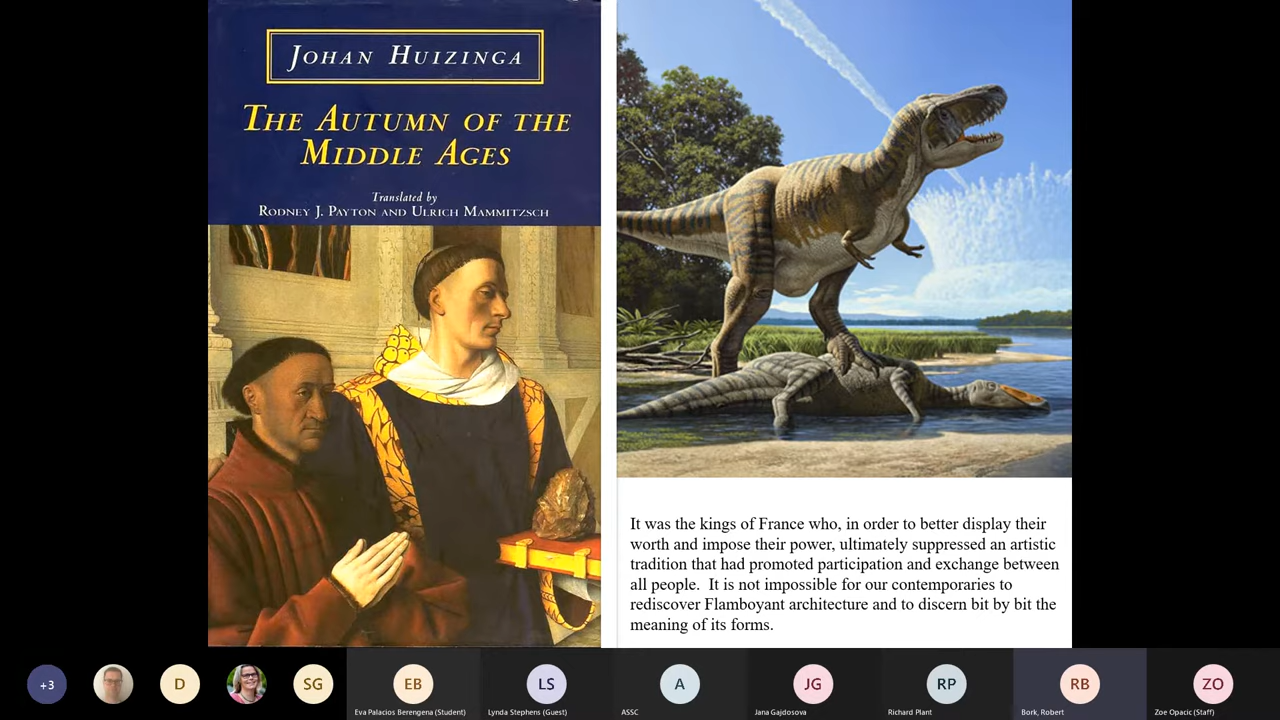 JOHAN HUIZINGA
THE AUTUMN OF THE
MIDDLE AGES
Translated by
RODNEY J. PAYTON AND ULRICH MAMMITZSCH
It was the kings of France who, in order to better display their
worth and impose their power, ultimately suppressed an artistic
tradition that had promoted participation and exchange between
all people.  It is not impossible for our contemporaries to
rediscover Flamboyant architecture and to discern bit by bit the
meaning of its forms.
+3
D
SG
EB
LS
A
JG
RP
RB
ZO
Eva Palacios Berengena (Student)
Lynda Stephens (Guest)
ASSC
Jana Gajdosova
Richard Plant
Bork, Robert
Zoe Opacic (Staff)